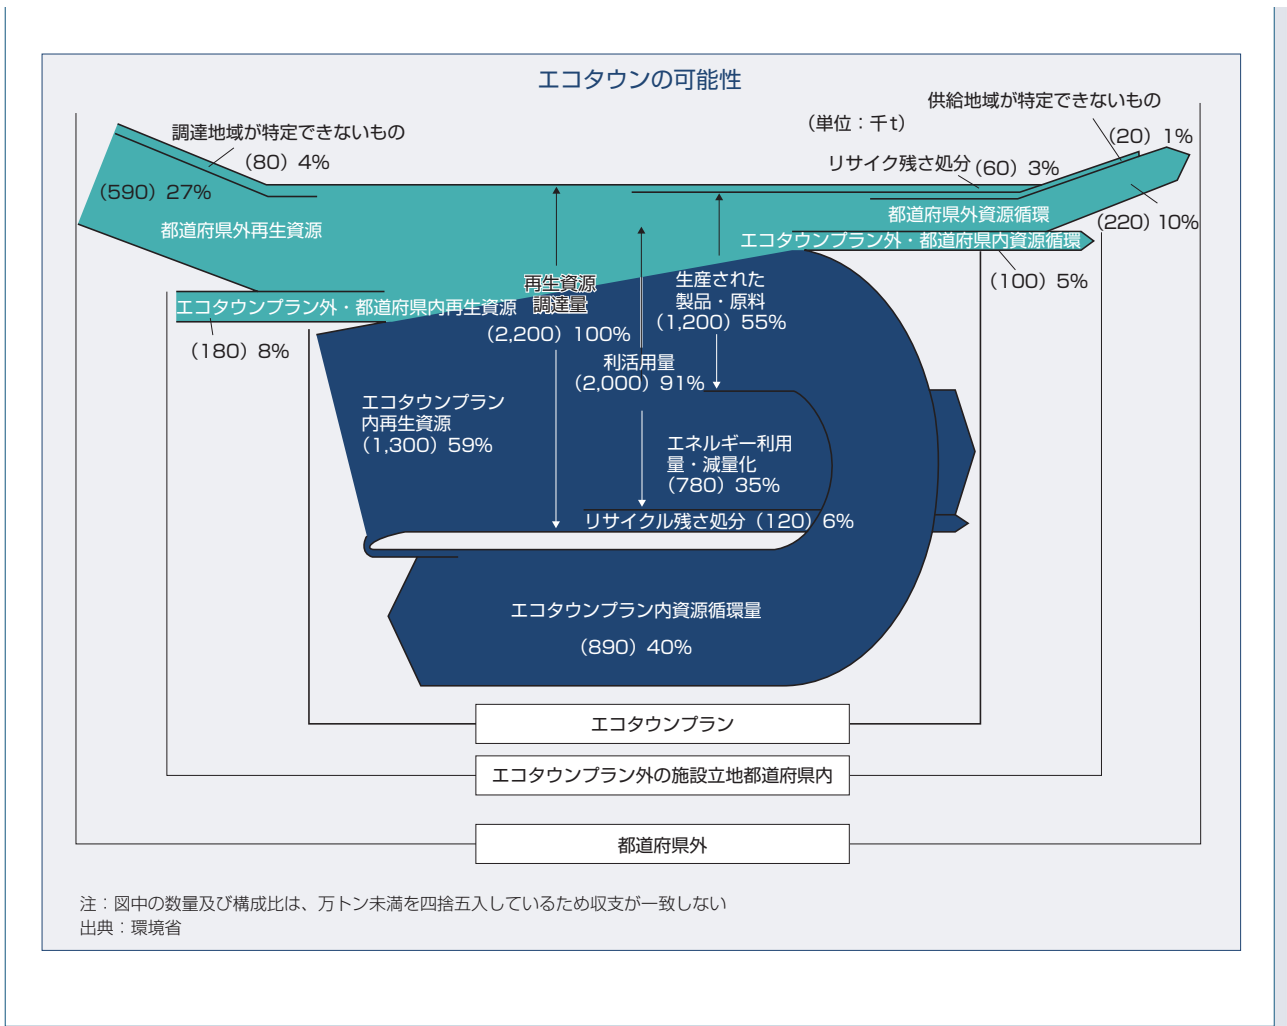 エコタウンの可能性
供給地域が特定できないもの
(単位：千t)
調達地域が特定できないもの
(20) 1%
(80) 4%
リサイク残さ処分
(60) 3%
(590) 27%
都道府県外再生資源
都道府県外資源循環
(220) 10%
エコタウンプラン外・都道府県内資源循環
(100) 5%
再生資源
調達量
(2,200) 100%
生産された
製品・原料
(1,200) 55%
エコタウンプラン外・都道府県内再生資源
(180) 8%
利活用量
(2,000) 91%
エコタウンプラン
内再生資源
(1,300) 59%
エネルギー利用
量・減量化
(780) 35%
リサイクル残さ処分 (120) 6%
エコタウンプラン内資源循環量
(890) 40%
エコタウンプラン
エコタウンプラン外の施設立地都道府県内
都道府県外
注：図中の数量及び構成比は、万トン未満を四捨五入しているため収支が一致しない
出典：環境省